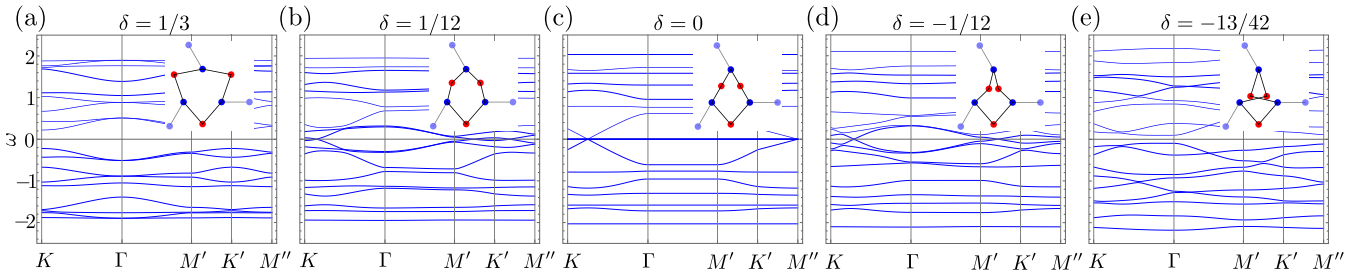 (a) δ = 1/3 (b) δ = 1/12 (c) δ = 0 (d) δ = −1/12 (e) δ = −13/42
2
1
ω 0
−1
−2
K Γ M′ K′ M′′ K Γ M′ K′ M′′ K Γ M′ K′ M′′ K Γ M′ K′ M′′ K Γ M′ K′ M′′